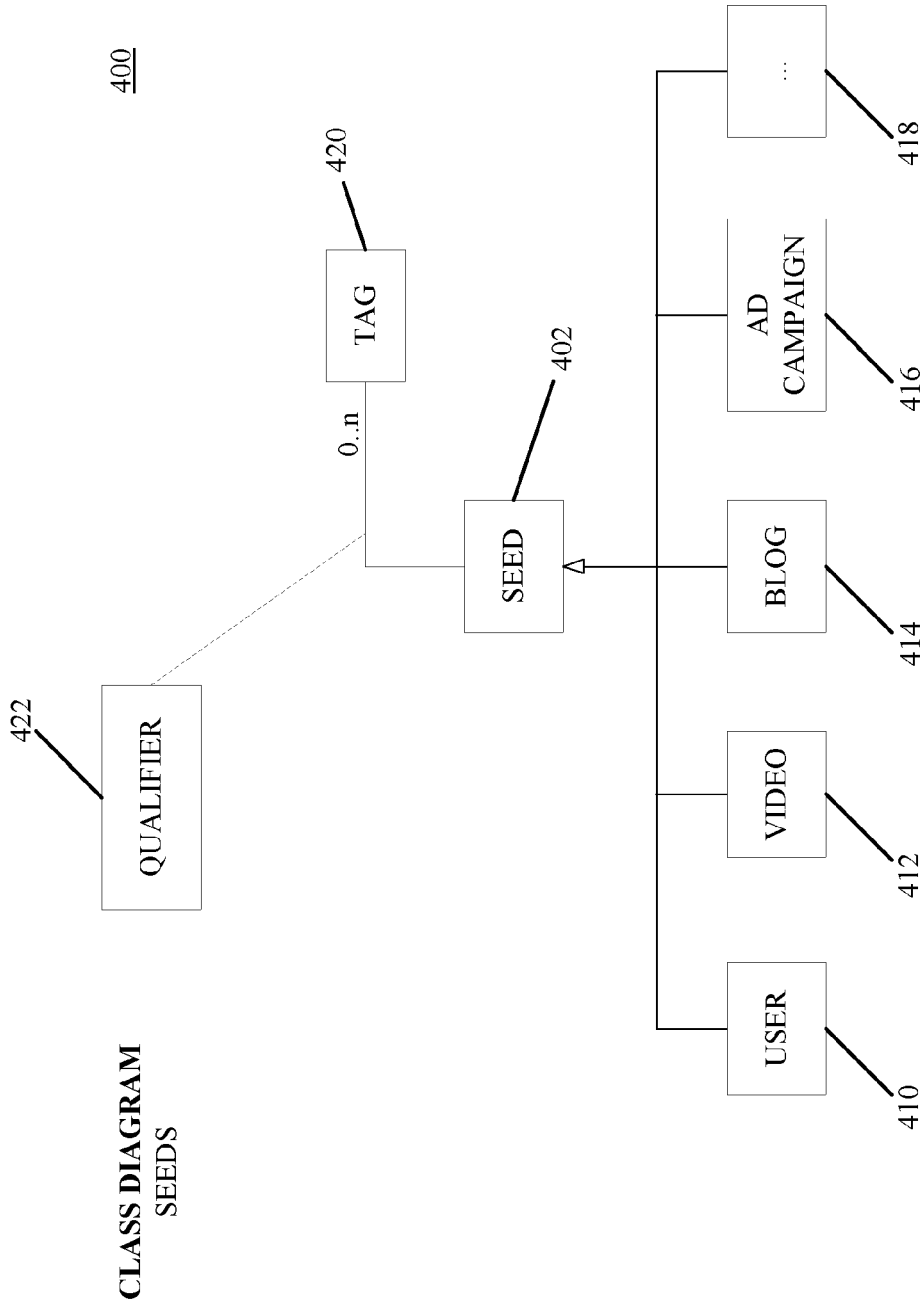 CLASS DIAGRAM
SEEDS
400
422
QUALIFIER
420
TAG
0..n
402
SEED
USER
VIDEO
BLOG
AD
CAMPAIGN
...
410
412
414
416
418